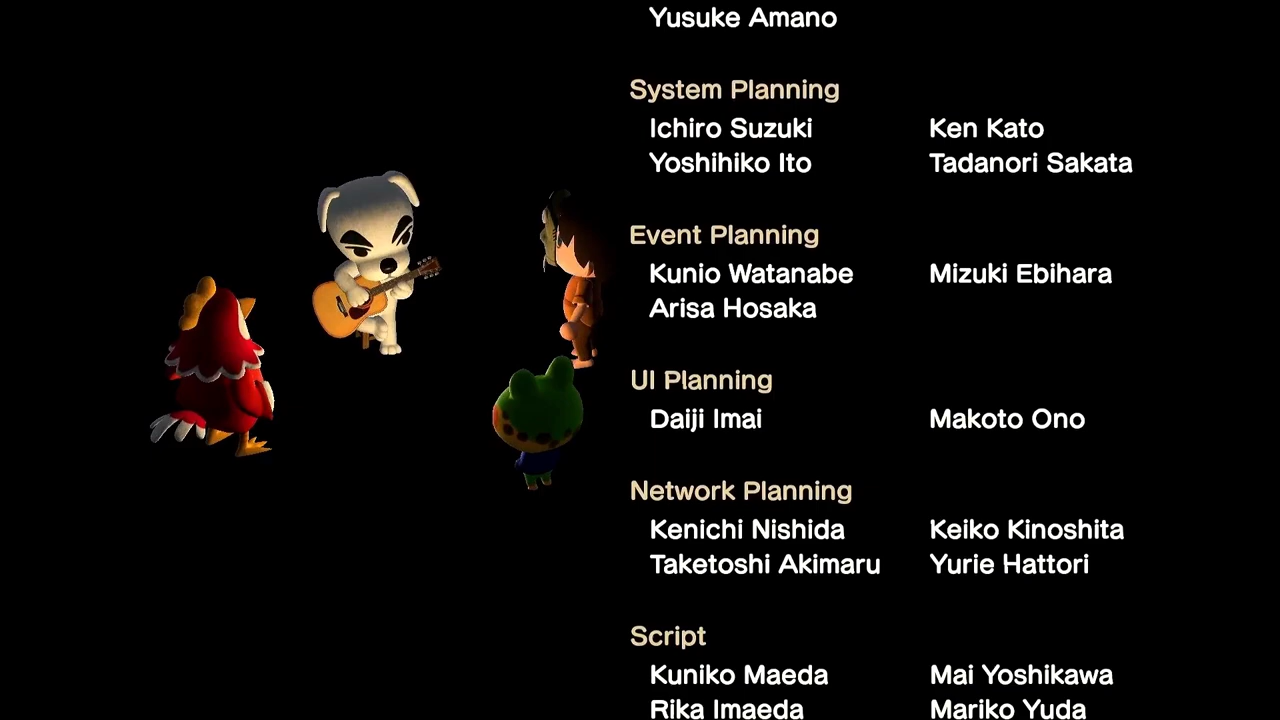 Yusuke Amano
System Planning
Ichiro Suzuki Ken Kato
Yoshihiko Ito Tadanori Sakata
Event Planning
Kunio Watanabe Mizuki Ebihara
Arisa Hosaka
UI Planning
Daiji Imai Makoto Ono
Network Planning
Kenichi Nishida Keiko Kinoshita
Taketoshi Akimaru Yurie Hattori
Script
Kuniko Maeda Mai Yoshikawa
Rika Imaeda Mariko Yuda